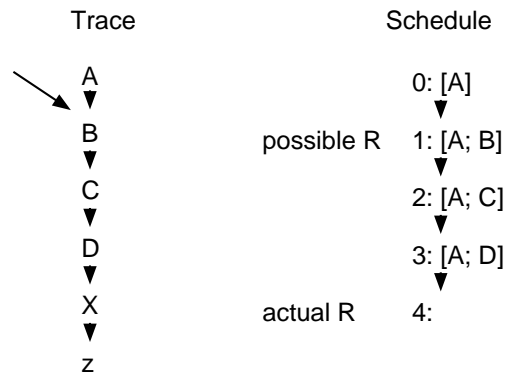 Trace Schedule
A 0: [A]
B possible R 1: [A; B]
C 2: [A; C]
D 3: [A; D]
X actual R 4:
z